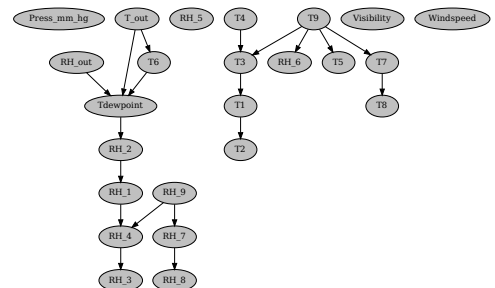 Press_mm_hg T_out RH_5 T4 T9 Visibility Windspeed
RH_out T6 T3 RH_6 T5 T7
Tdewpoint T1 T8
RH_2 T2
RH_1 RH_9
RH_4 RH_7
RH_3 RH_8